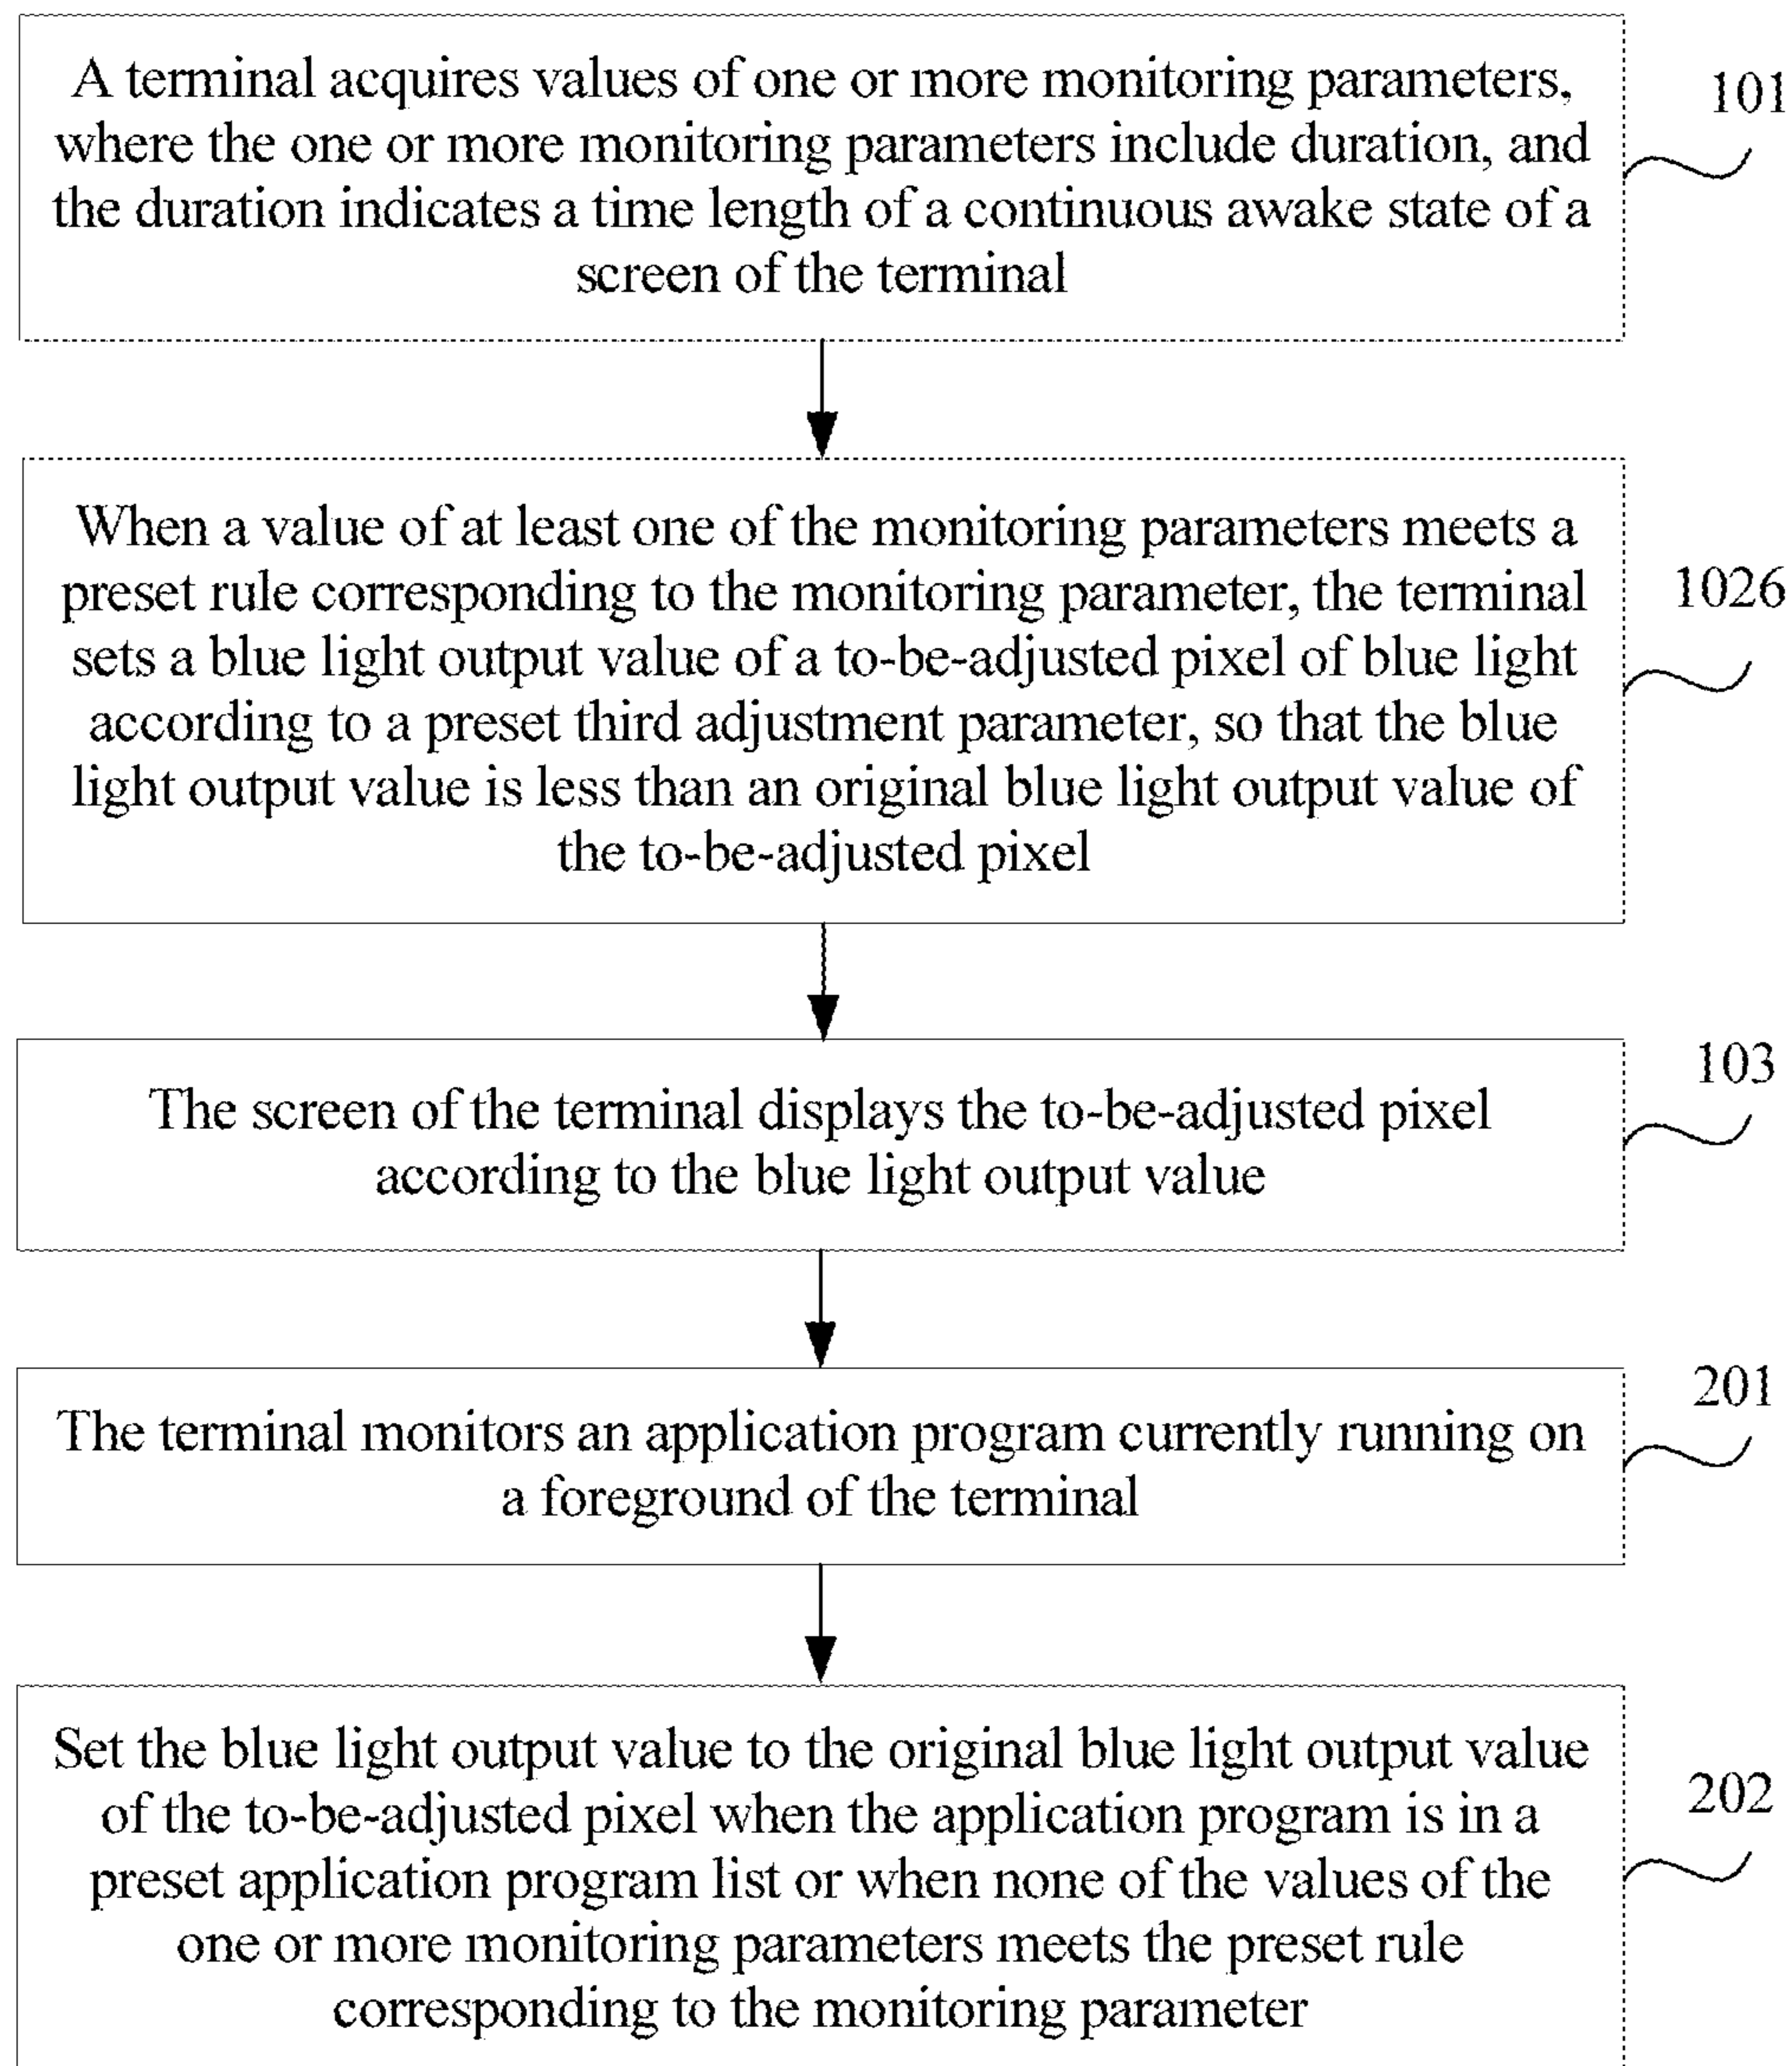 A terminal acquires values of one or more monitoring parameters,
where the one or more monitoring parameters include duration, and
the duration indicates a time length of a continuous awake state of a
screen of the terminal
101
When a value of at least one of the monitoring parameters meets a
preset rule corresponding to the monitoring parameter, the terminal
sets a blue light output value of a to-be-adjusted pixel of blue light
according to a preset third adjustment parameter, so that the blue
light output value is less than an original blue light output value of
the to-be-adjusted pixel
1026
The screen of the terminal displays the to-be-adjusted pixel
according to the blue light output value
103
The terminal monitors an application program currently running on
a foreground of the terminal
201
Set the blue light output value to the original blue light output value
of the to-be-adjusted pixel when the application program is in a
preset application program list or when none of the values of the
one or more monitoring parameters meets the preset rule
corresponding to the monitoring parameter
202